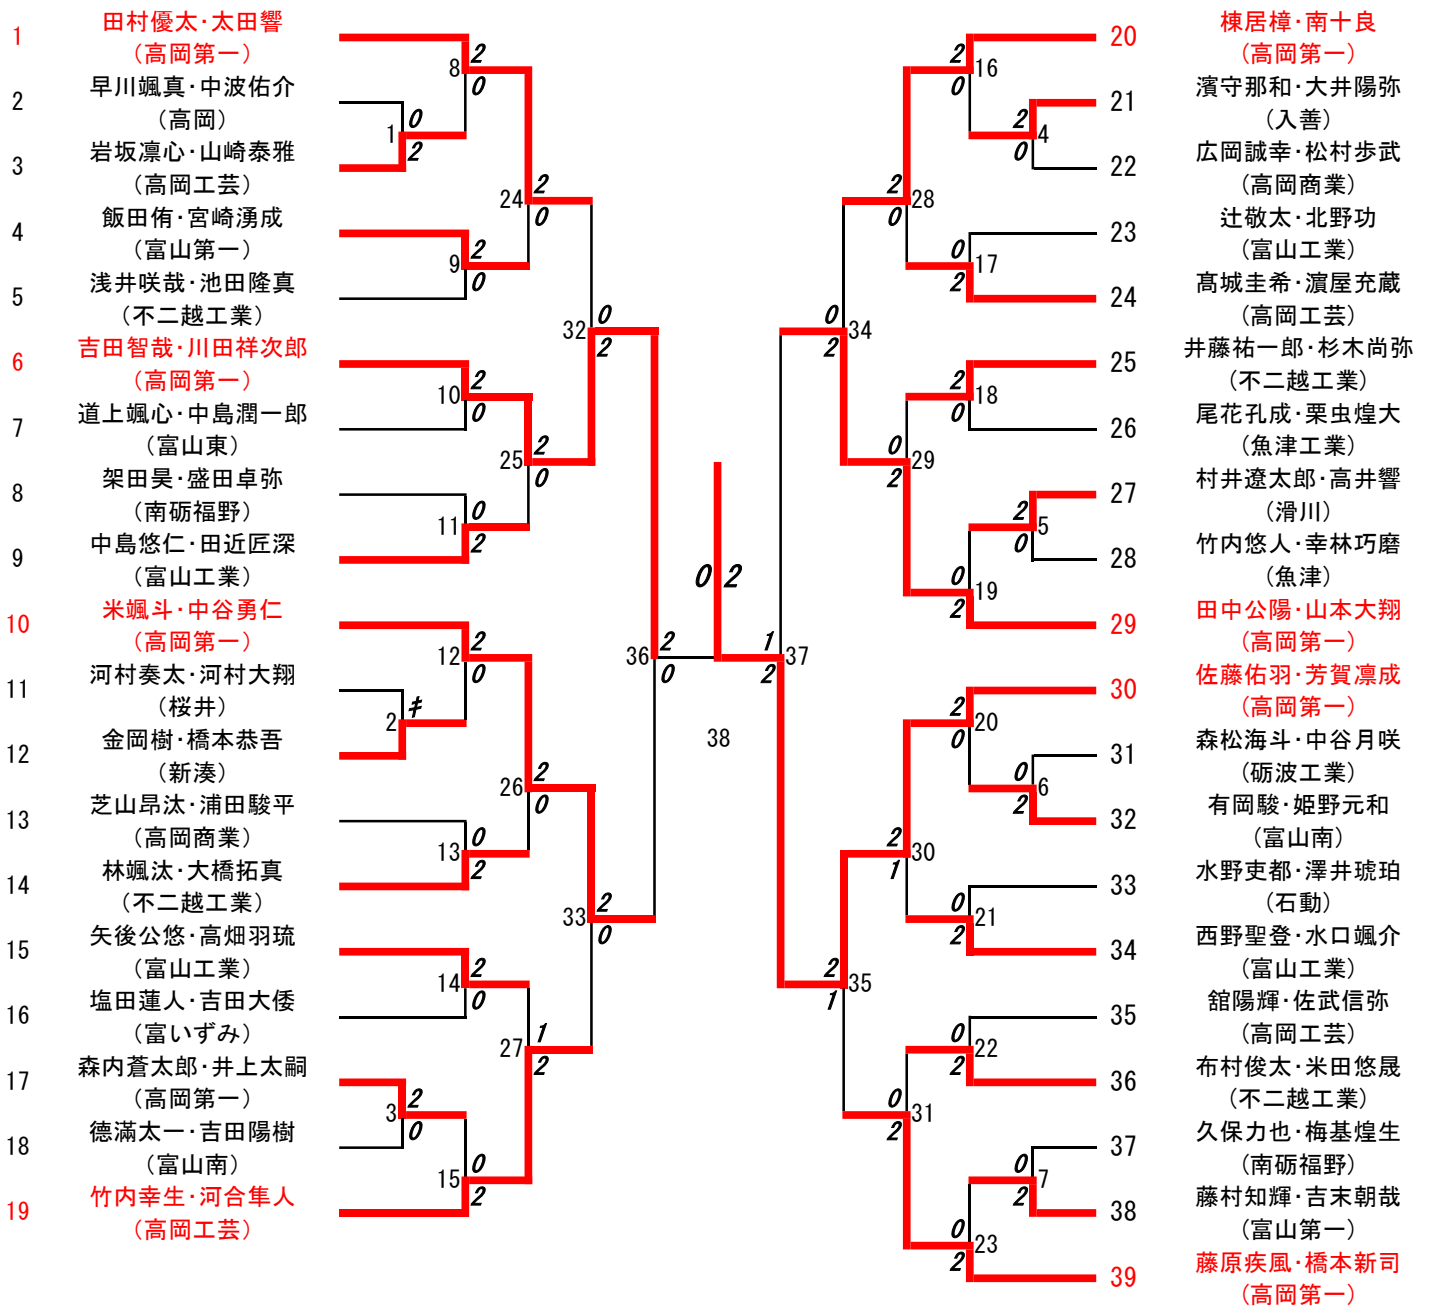 1 田村優太・太田響
(高岡第一)
2 早川颯真・中波佑介
(高岡)
3 岩坂凛心・山崎泰雅
(高岡工芸)
4 飯田侑・宮崎湧成
(富山第一)
5 浅井咲哉・池田隆真
(不二越工業)
6 吉田智哉・川田祥次郎
(高岡第一)
7 道上颯心・中島潤一郎
(富山東)
8 架田昊・盛田卓弥
(南砺福野)
9 中島悠仁・田近匠深
(富山工業)
10 米颯斗・中谷勇仁
(高岡第一)
11 河村奏太・河村大翔
(桜井)
12 金岡樹・橋本恭吾
(新湊)
13 芝山昂汰・浦田駿平
(高岡商業)
14 林颯汰・大橋拓真
(不二越工業)
15 矢後公悠・高畑羽琉
(富山工業)
16 塩田蓮人・吉田大倭
(富いずみ)
17 森内蒼太郎・井上太嗣
(高岡第一)
18 德滿太一・吉田陽樹
(富山南)
19 竹内幸生・河合隼人
(高岡工芸)
8 2 0
1 0 2
9 2 0
24 2 0
10 2 0
11 0 2
25 2 0
32 0 2
12 2 0
2 キ
13 0 2
26 2 0
14 2 0
3 2 0
15 0 2
27 1 2
33 2 0
36 2 0
0 2
38
37 1 2
34 0 2
28 2 0
16 2 0
4 2 0
17 0 2
29 0 2
18 2 0
5 2 0
19 0 2
35 2 1
30 2 1
20 2 0
6 0 2
21 0 2
31 0 2
22 0 2
7 0 2
23 0 2
20 棟居樟・南十良
(高岡第一)
21 濱守那和・大井陽弥
(入善)
22 広岡誠幸・松村歩武
(高岡商業)
23 辻敬太・北野功
(富山工業)
24 髙城圭希・濵屋充蔵
(高岡工芸)
25 井藤祐一郎・杉木尚弥
(不二越工業)
26 尾花孔成・栗虫煌大
(魚津工業)
27 村井遼太郎・高井響
(滑川)
28 竹内悠人・幸林巧磨
(魚津)
29 田中公陽・山本大翔
(高岡第一)
30 佐藤佑羽・芳賀凛成
(高岡第一)
31 森松海斗・中谷月咲
(砺波工業)
32 有岡駿・姫野元和
(富山南)
33 水野吏都・澤井琥珀
(石動)
34 西野聖登・水口颯介
(富山工業)
35 舘陽輝・佐武信弥
(高岡工芸)
36 布村俊太・米田悠晟
(不二越工業)
37 久保力也・梅基煌生
(南砺福野)
38 藤村知輝・吉末朝哉
(富山第一)
39 藤原疾風・橋本新司
(高岡第一)